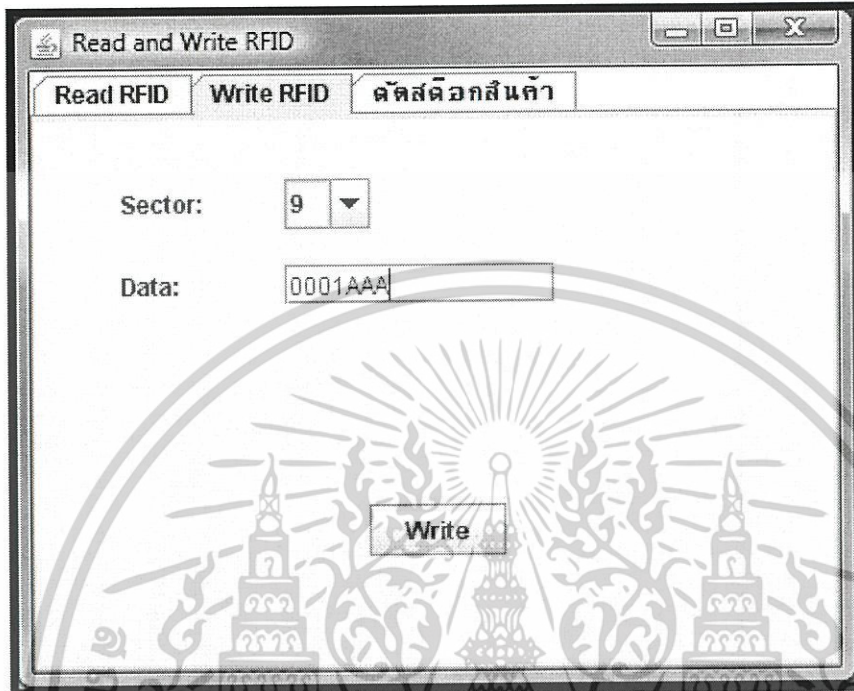 Read and Write RFID
Read RFID Write RFID ตัดสต็อกสินค้า
Sector: 9
Data: 0001AAA
Write